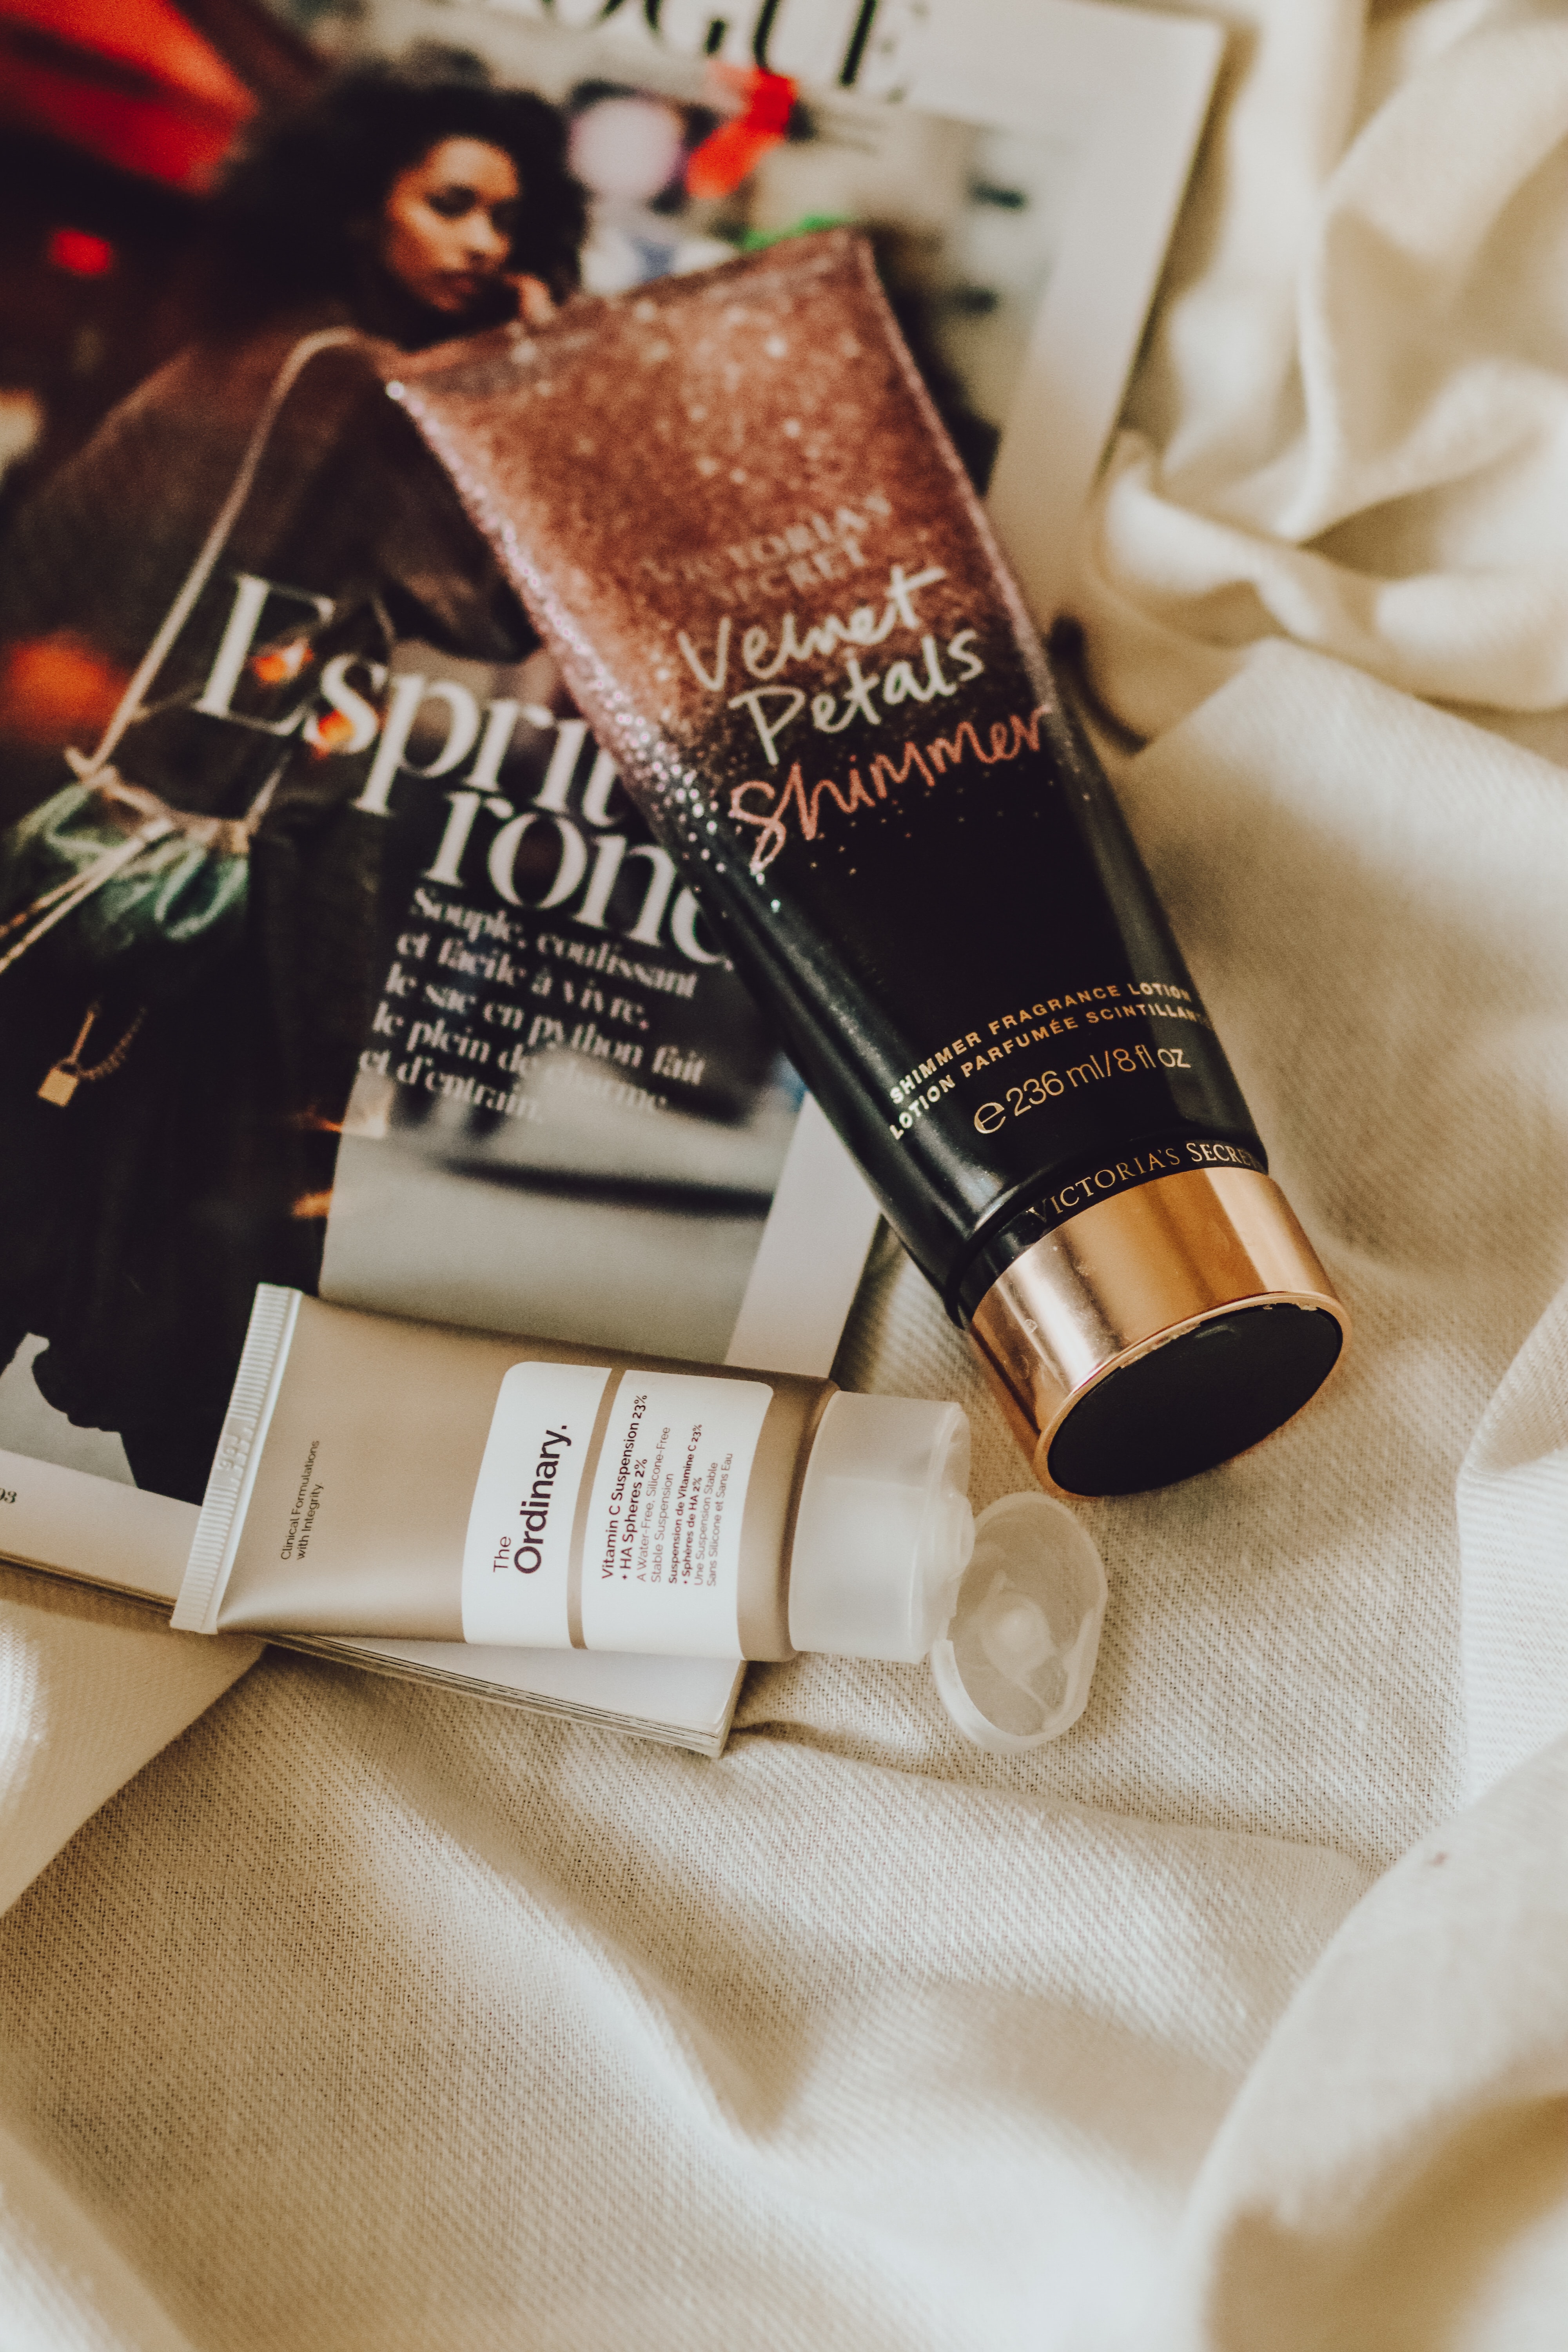 VOGUE
Esprit
Souple, coulissant
et facile à vivre,
le sac en python fait
le plein de charme
et d'entrain.
93
VICTORIA'S
SECRET
Velvet
Petals
Shimmer
SHIMMER FRAGRANCE LOTION
LOTION PARFUMÉE SCINTILLANTE
e 236 ml/8 fl oz
VICTORIA'S SECRET
Clinical Formulations
with Integrity
The
Ordinary.
Vitamin C Suspension 23%
+ HA Spheres 2%
A Water-Free, Silicone-Free
Stable Suspension
Suspension de Vitamine C 23%
+ Sphères de HA 2%
Une Suspension Stable
Sans Silicone et Sans Eau